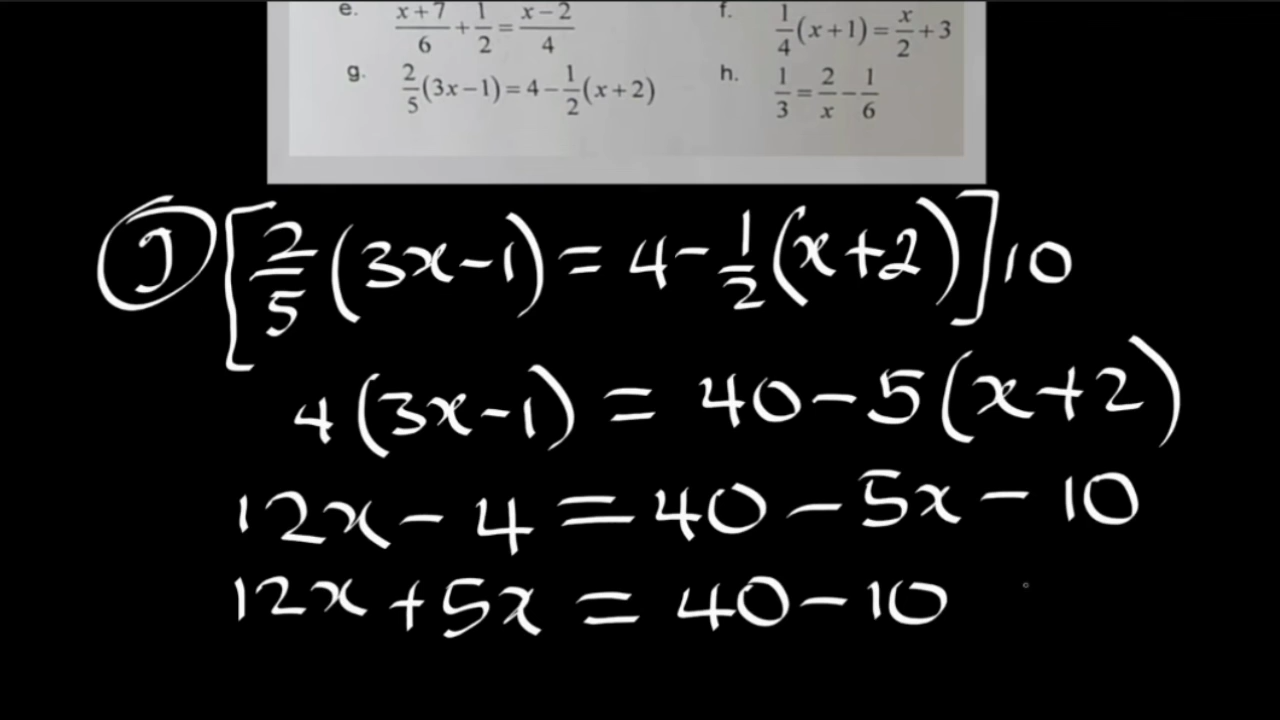 e. (x+7)/6 + 1/2 = (x−2)/4
f. 1/4(x+1) = x/2 + 3
g. 2/5(3x−1) = 4 − 1/2(x+2)
h. 1/3 = 2/x − 1/6
g [2/5(3x−1) = 4 − 1/2(x+2)]10
4(3x−1) = 40−5(x+2)
12x − 4 = 40 − 5x − 10
12x + 5x = 40 − 10